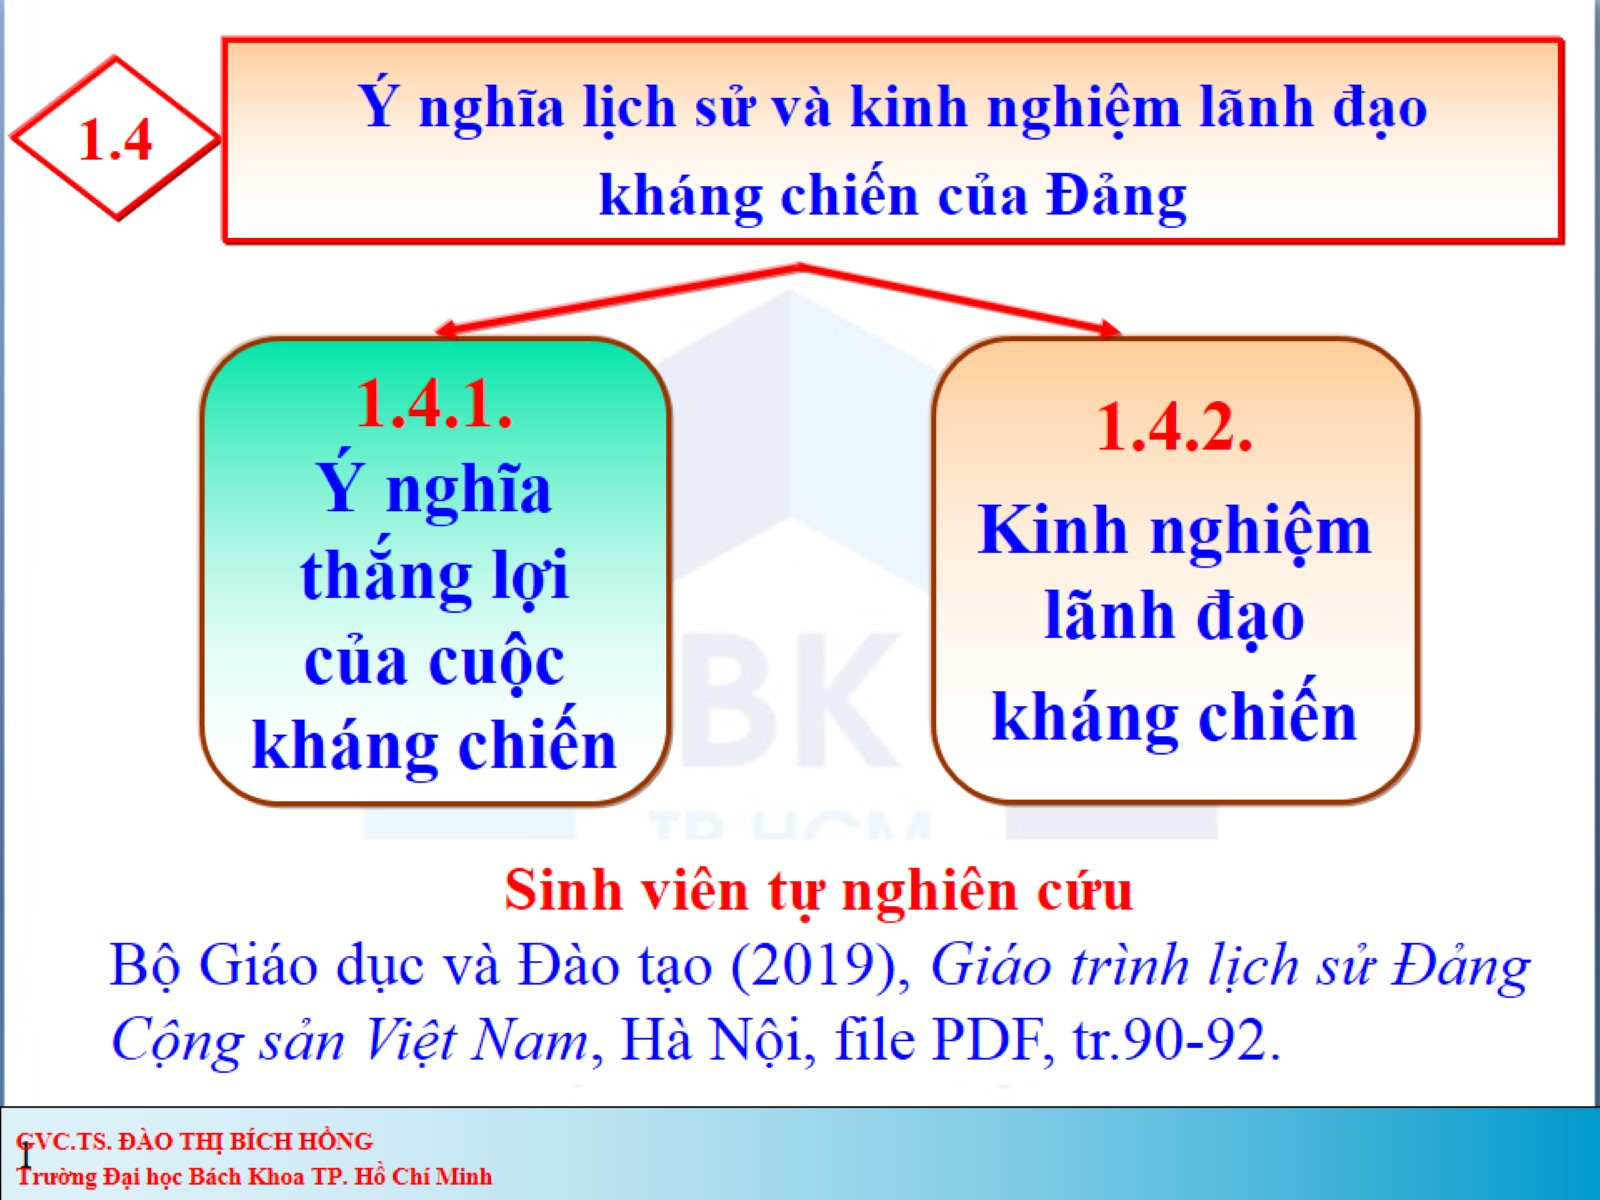 1.4
Ý nghĩa lịch sử và kinh nghiệm lãnh đạo
kháng chiến của Đảng
1.4.1.
Ý nghĩa
thắng lợi
của cuộc
kháng chiến
1.4.2.
Kinh nghiệm
lãnh đạo
kháng chiến
BK
TP.HCM
Sinh viên tự nghiên cứu
Bộ Giáo dục và Đào tạo (2019), Giáo trình lịch sử Đảng
Cộng sản Việt Nam, Hà Nội, file PDF, tr.90-92.
GVC.TS. ĐÀO THỊ BÍCH HỒNG
1
Trường Đại học Bách Khoa TP. Hồ Chí Minh